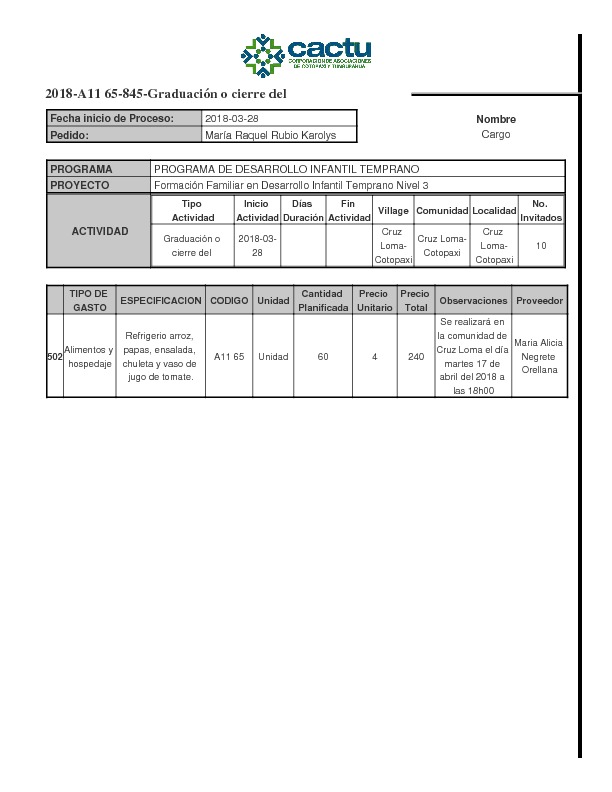 cactu
CORPORACION DE ASOCIACIONES
DE COTOPAXI Y TUNGURAHUA
2018-A11 65-845-Graduación o cierre del
Fecha inicio de Proceso: 2018-03-28
Pedido: María Raquel Rubio Karolys
Nombre
Cargo
PROGRAMA PROGRAMA DE DESARROLLO INFANTIL TEMPRANO
PROYECTO Formación Familiar en Desarrollo Infantil Temprano Nivel 3
ACTIVIDAD
Tipo Inicio Días Fin Village Comunidad Localidad No.
Actividad Actividad Duración Actividad Invitados
Graduación o 2018-03- Cruz Cruz Loma- Cruz 10
cierre del 28 Loma- Cotopaxi Loma-
Cotopaxi Cotopaxi
TIPO DE ESPECIFICACION CODIGO Unidad Cantidad Precio Precio Observaciones Proveedor
GASTO Planificada Unitario Total
502 Alimentos y hospedaje
Refrigerio arroz,
papas, ensalada,
chuleta y vaso de
jugo de tomate.
A11 65 Unidad 60 4 240
Se realizará en
la comunidad de
Cruz Loma el día
martes 17 de
abril del 2018 a
las 18h00
Maria Alicia
Negrete
Orellana